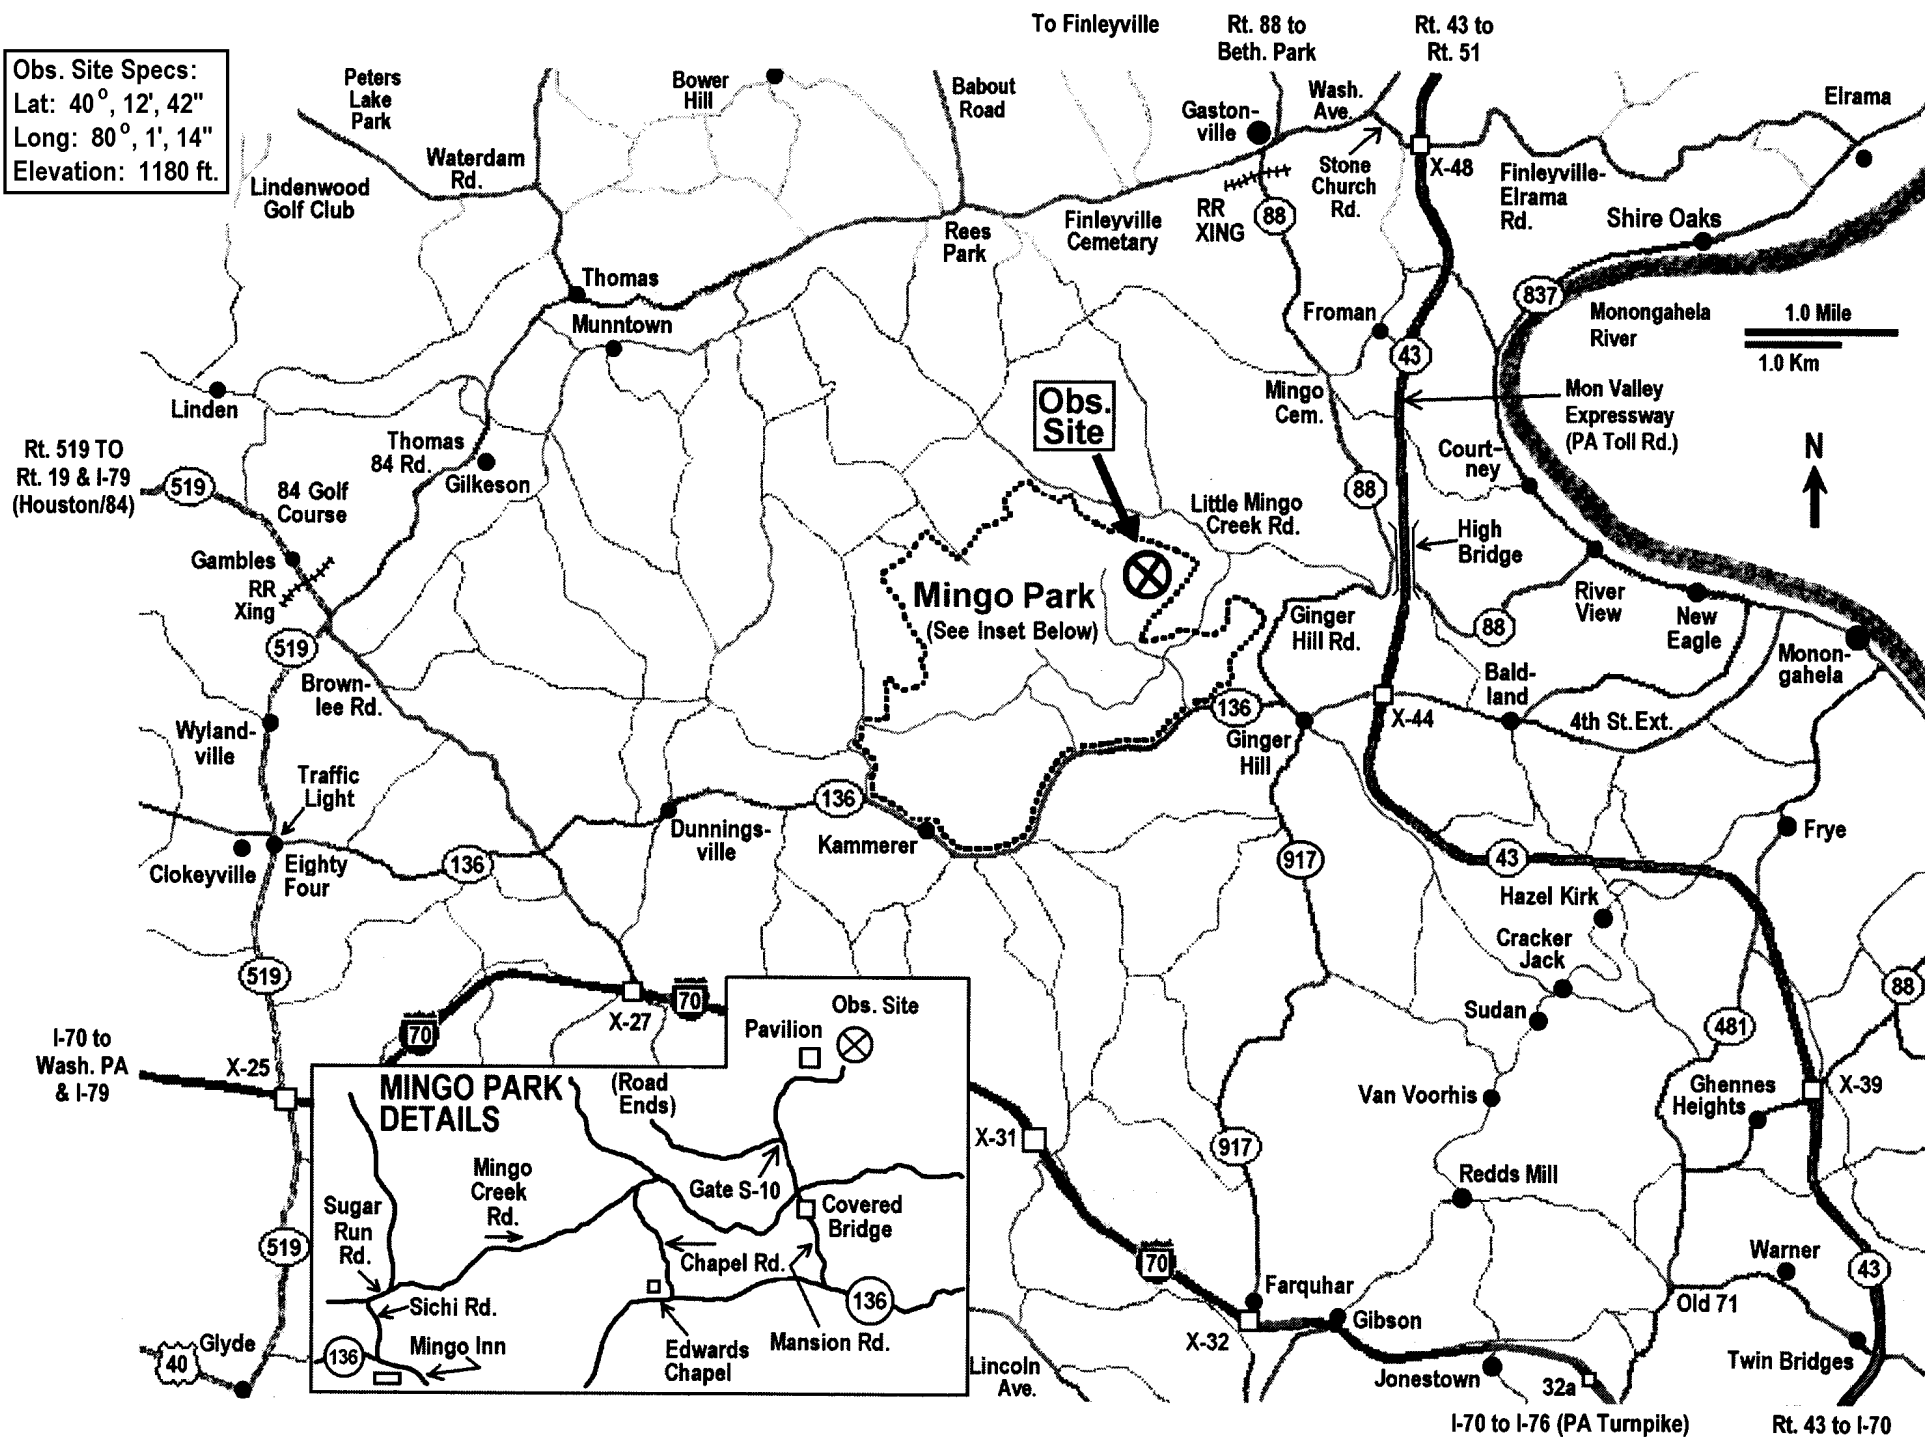 To Finleyville
Rt. 88 to
Beth. Park
Rt. 43 to
Rt. 51
Obs. Site Specs:
Lat: 40°, 12', 42"
Long: 80°, 1', 14"
Elevation: 1180 ft.
Peters
Lake
Park
Bower
Hill
Babout
Road
Gaston-
ville
Wash.
Ave.
Elrama
Waterdam
Rd.
Lindenwood
Golf Club
Stone
Church
Rd.
X-48
Finleyville-
Elrama
Rd.
RR
XING
88
Finleyville
Cemetary
Rees
Park
Shire Oaks
Thomas
Munntown
837
Monongahela
River
1.0 Mile
1.0 Km
Froman
43
Linden
Mingo
Cem.
Mon Valley
Expressway
(PA Toll Rd.)
Obs.
Site
N
Thomas
84 Rd.
Gilkeson
Court-
ney
Rt. 519 TO
Rt. 19 & I-79
(Houston/84)
519
84 Golf
Course
88
Little Mingo
Creek Rd.
High
Bridge
Gambles
RR
Xing
Mingo Park
(See Inset Below)
Ginger
Hill Rd.
River
View
New
Eagle
88
519
Brown-
lee Rd.
Bald-
land
Monon-
gahela
Wyland-
ville
136
X-44
4th St.Ext.
Ginger
Hill
Traffic
Light
136
Dunnings-
ville
Kammerer
Frye
Clokeyville
Eighty
Four
136
917
43
Hazel Kirk
Cracker
Jack
519
88
Sudan
481
70
X-27
70
I-70 to
Wash. PA
& I-79
X-25
Van Voorhis
Ghennes
Heights
X-39
X-31
917
Redds Mill
519
70
Warner
43
Farquhar
Old 71
Gibson
X-32
Glyde
40
Lincoln
Ave.
Jonestown
32a
Twin Bridges
I-70 to I-76 (PA Turnpike)
Rt. 43 to I-70
Obs. Site
Pavilion
MINGO PARK
DETAILS
(Road
Ends)
Mingo
Creek
Rd.
Gate S-10
Covered
Bridge
Sugar
Run
Rd.
Chapel Rd.
Sichi Rd.
136
Mingo Inn
136
Edwards
Chapel
Mansion Rd.